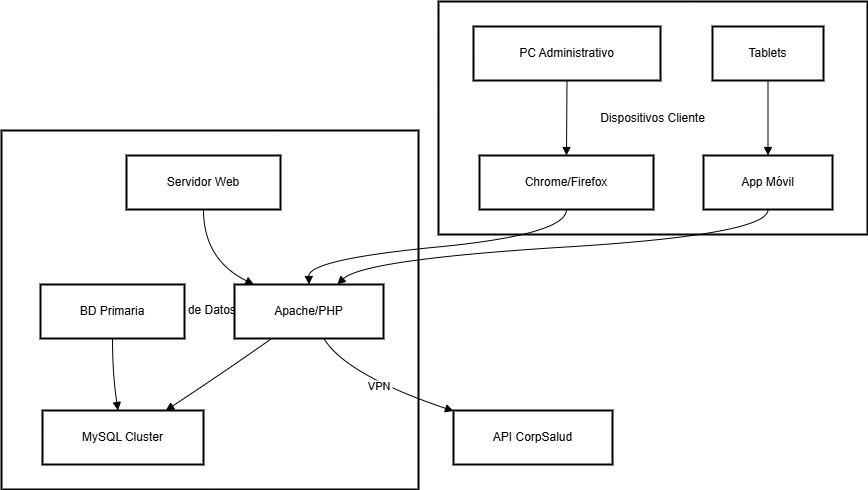 PC Administrativo
Tablets
Dispositivos Cliente
Chrome/Firefox
App Móvil
Servidor Web
BD Primaria
de Datos
Apache/PHP
VPN
MySQL Cluster
API CorpSalud